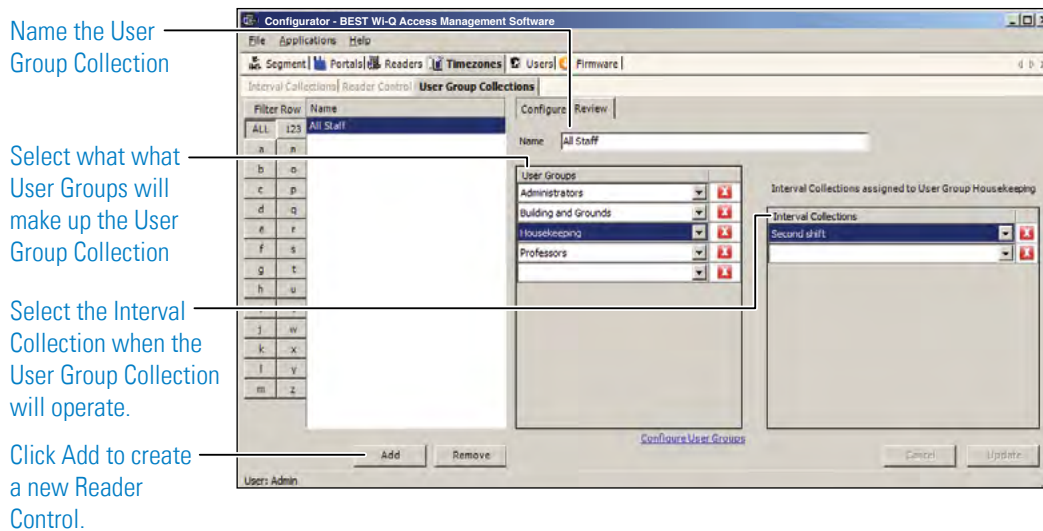 Name the User
Group Collection
Select what what
User Groups will
make up the User
Group Collection
Select the Interval
Collection when the
User Group Collection
will operate.
Click Add to create
a new Reader
Control.
Configurator - BEST Wi-Q Access Management Software
File Applications Help
Segment Portals Readers Timezones Users Firmware
Interval Collections Reader Control User Group Collections
Filter Row Name Configure Review
ALL 123 All Staff
Name All Staff
a n
b o
c p
d q
e r
f s
g t
h u
j w
k x
l y
m z
User Groups
Administrators
Building and Grounds
Housekeeping
Professors
Interval Collections assigned to User Group Housekeeping
Interval Collections
Second shift
Configure User Groups
Add Remove Cancel Update
User: Admin